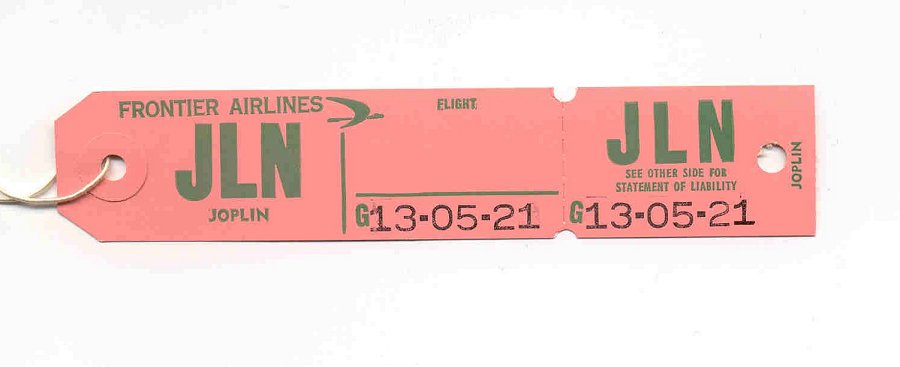 FRONTIER AIRLINES
JLN
JOPLIN
FLIGHT
G13-05-21
JLN
SEE OTHER SIDE FOR
STATEMENT OF LIABILITY
G13-05-21
JOPLIN